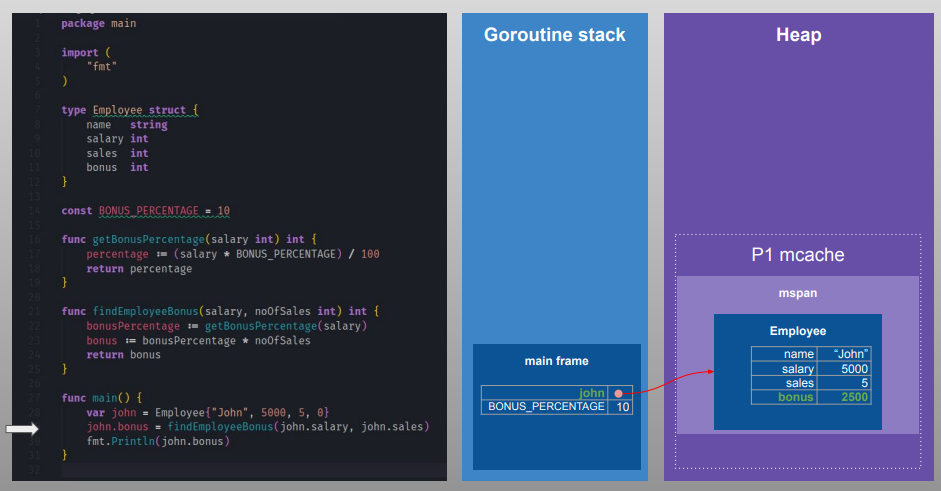 1 package main
2
3 import (
4 "fmt"
5 )
6
7 type Employee struct {
8 name string
9 salary int
10 sales int
11 bonus int
12 }
13
14 const BONUS_PERCENTAGE = 10
15
16 func getBonusPercentage(salary int) int {
17 percentage := (salary * BONUS_PERCENTAGE) / 100
18 return percentage
19 }
20
21 func findEmployeeBonus(salary, noOfSales int) int {
22 bonusPercentage := getBonusPercentage(salary)
23 bonus := bonusPercentage * noOfSales
24 return bonus
25 }
26
27 func main() {
28 var john = Employee{"John", 5000, 5, 0}
29 john.bonus = findEmployeeBonus(john.salary, john.sales)
30 fmt.Println(john.bonus)
31 }
32
Goroutine stack
main frame
john
BONUS_PERCENTAGE 10
Heap
P1 mcache
mspan
Employee
name “John”
salary 5000
sales 5
bonus 2500